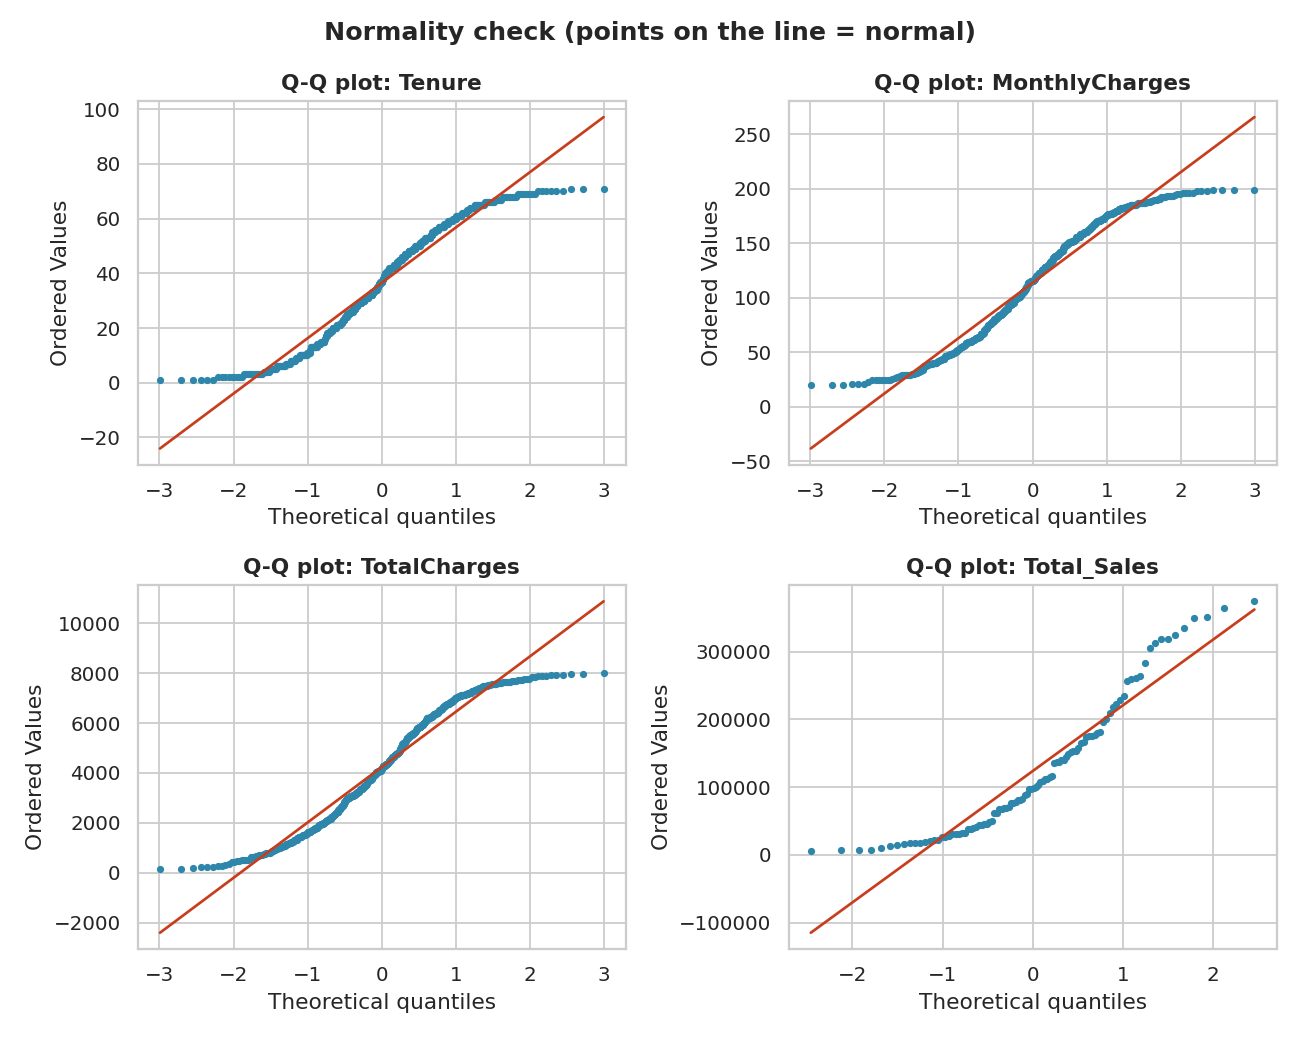 Normality check (points on the line = normal)
Q-Q plot: Tenure
100
80
60
40
20
0
−20
−3 −2 −1 0 1 2 3
Ordered Values
Theoretical quantiles
Q-Q plot: MonthlyCharges
250
200
150
100
50
0
−50
−3 −2 −1 0 1 2 3
Ordered Values
Theoretical quantiles
Q-Q plot: TotalCharges
10000
8000
6000
4000
2000
0
−2000
−3 −2 −1 0 1 2 3
Ordered Values
Theoretical quantiles
Q-Q plot: Total_Sales
300000
200000
100000
0
−100000
−2 −1 0 1 2
Ordered Values
Theoretical quantiles